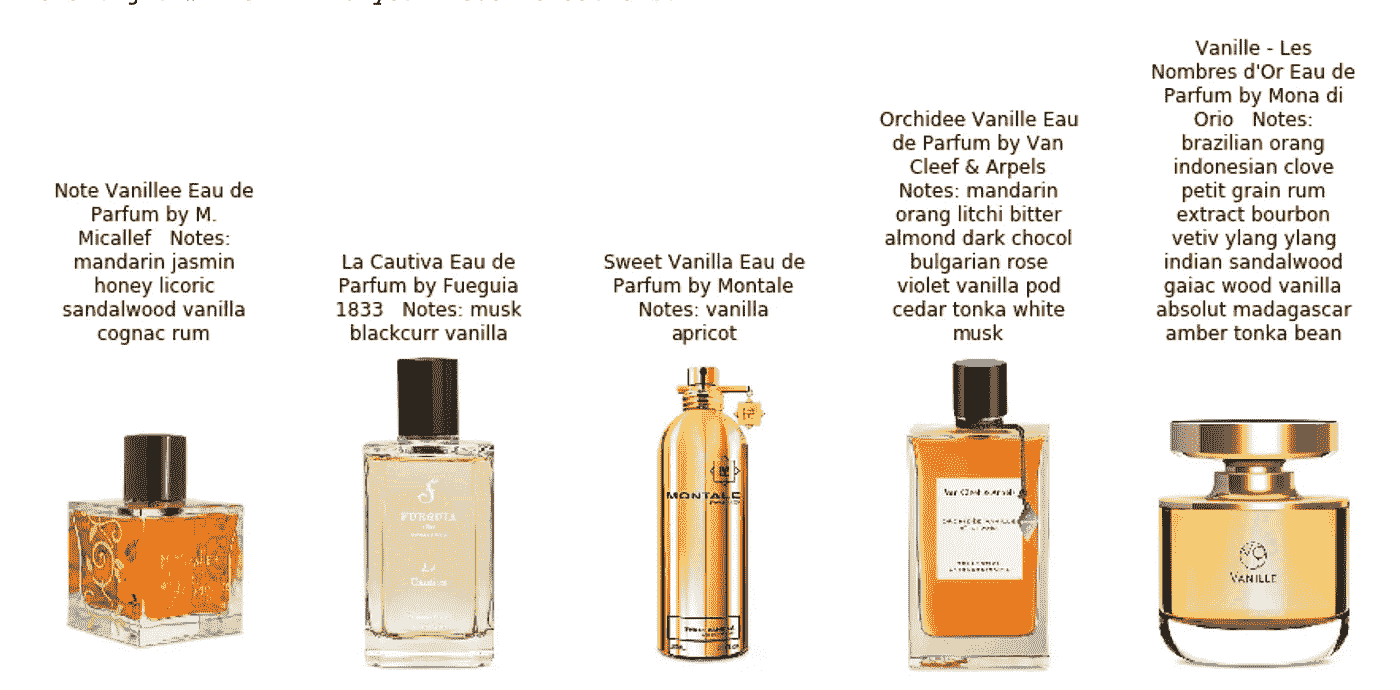 Note Vanillee Eau de
Parfum by M.
Micallef Notes:
mandarin jasmin
honey licoric
sandalwood vanilla
cognac rum
La Cautiva Eau de
Parfum by Fueguia
1833 Notes: musk
blackcurr vanilla
Sweet Vanilla Eau de
Parfum by Montale
Notes: vanilla
apricot
Orchidee Vanille Eau
de Parfum by Van
Cleef & Arpels
Notes: mandarin
orang litchi bitter
almond dark chocol
bulgarian rose
violet vanilla pod
cedar tonka white
musk
Vanille - Les
Nombres d'Or Eau de
Parfum by Mona di
Orio Notes:
brazilian orang
indonesian clove
petit grain rum
extract bourbon
vetiv ylang ylang
indian sandalwood
gaiac wood vanilla
absolut madagascar
amber tonka bean
FUEGUIA
La
Cautiva
MONTALE
Van Cleef & Arpels
VANILLE